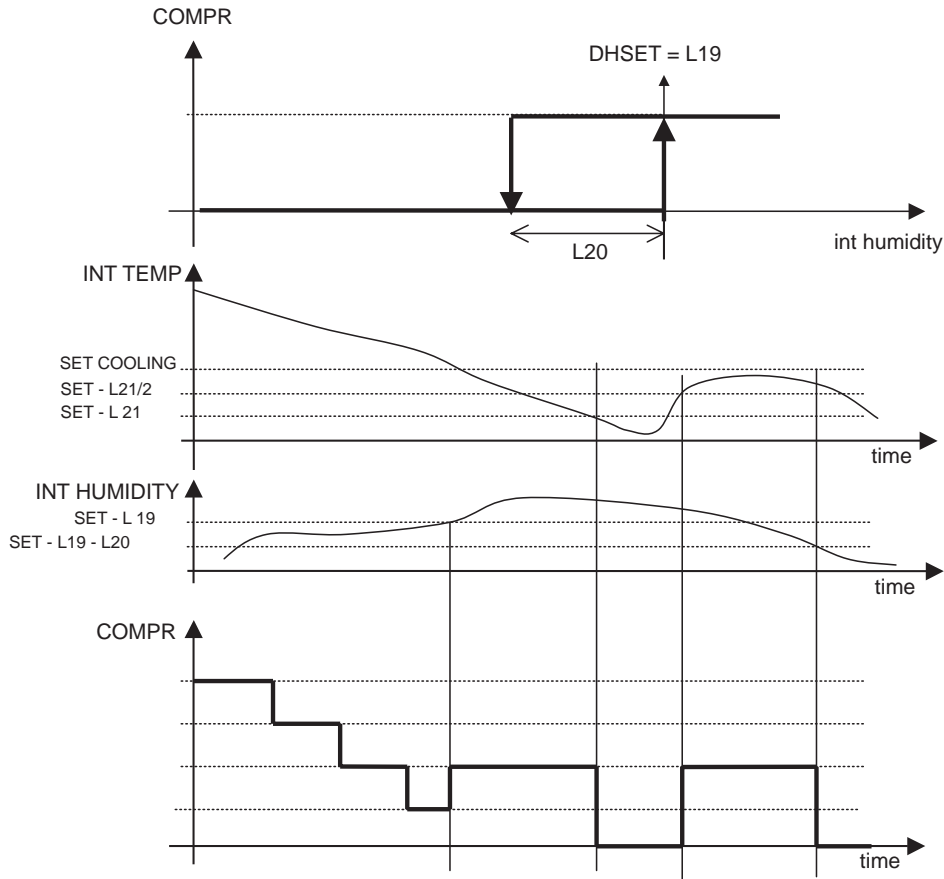 COMPR
DHSET = L19
L20
int humidity
INT TEMP
SET COOLING
SET - L21/2
SET - L 21
time
INT HUMIDITY
SET - L 19
SET - L19 - L20
time
COMPR
time